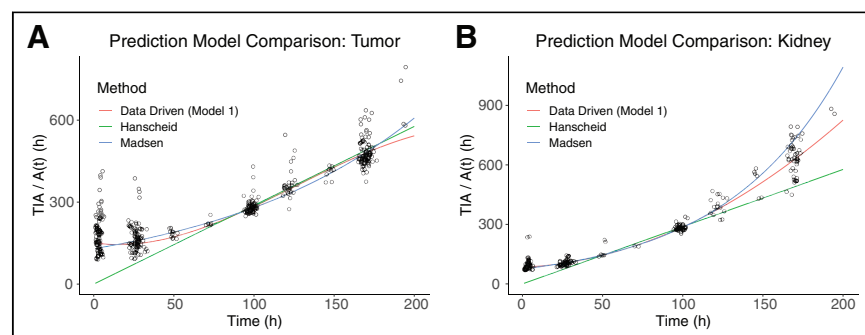 A
Prediction Model Comparison: Tumor
Method
Data Driven (Model 1)
Hanscheid
Madsen
TIA / A(t) (h)
600
300
0
0
50
100
150
200
Time (h)
B
Prediction Model Comparison: Kidney
Method
Data Driven (Model 1)
Hanscheid
Madsen
TIA / A(t) (h)
900
600
300
0
0
50
100
150
200
Time (h)